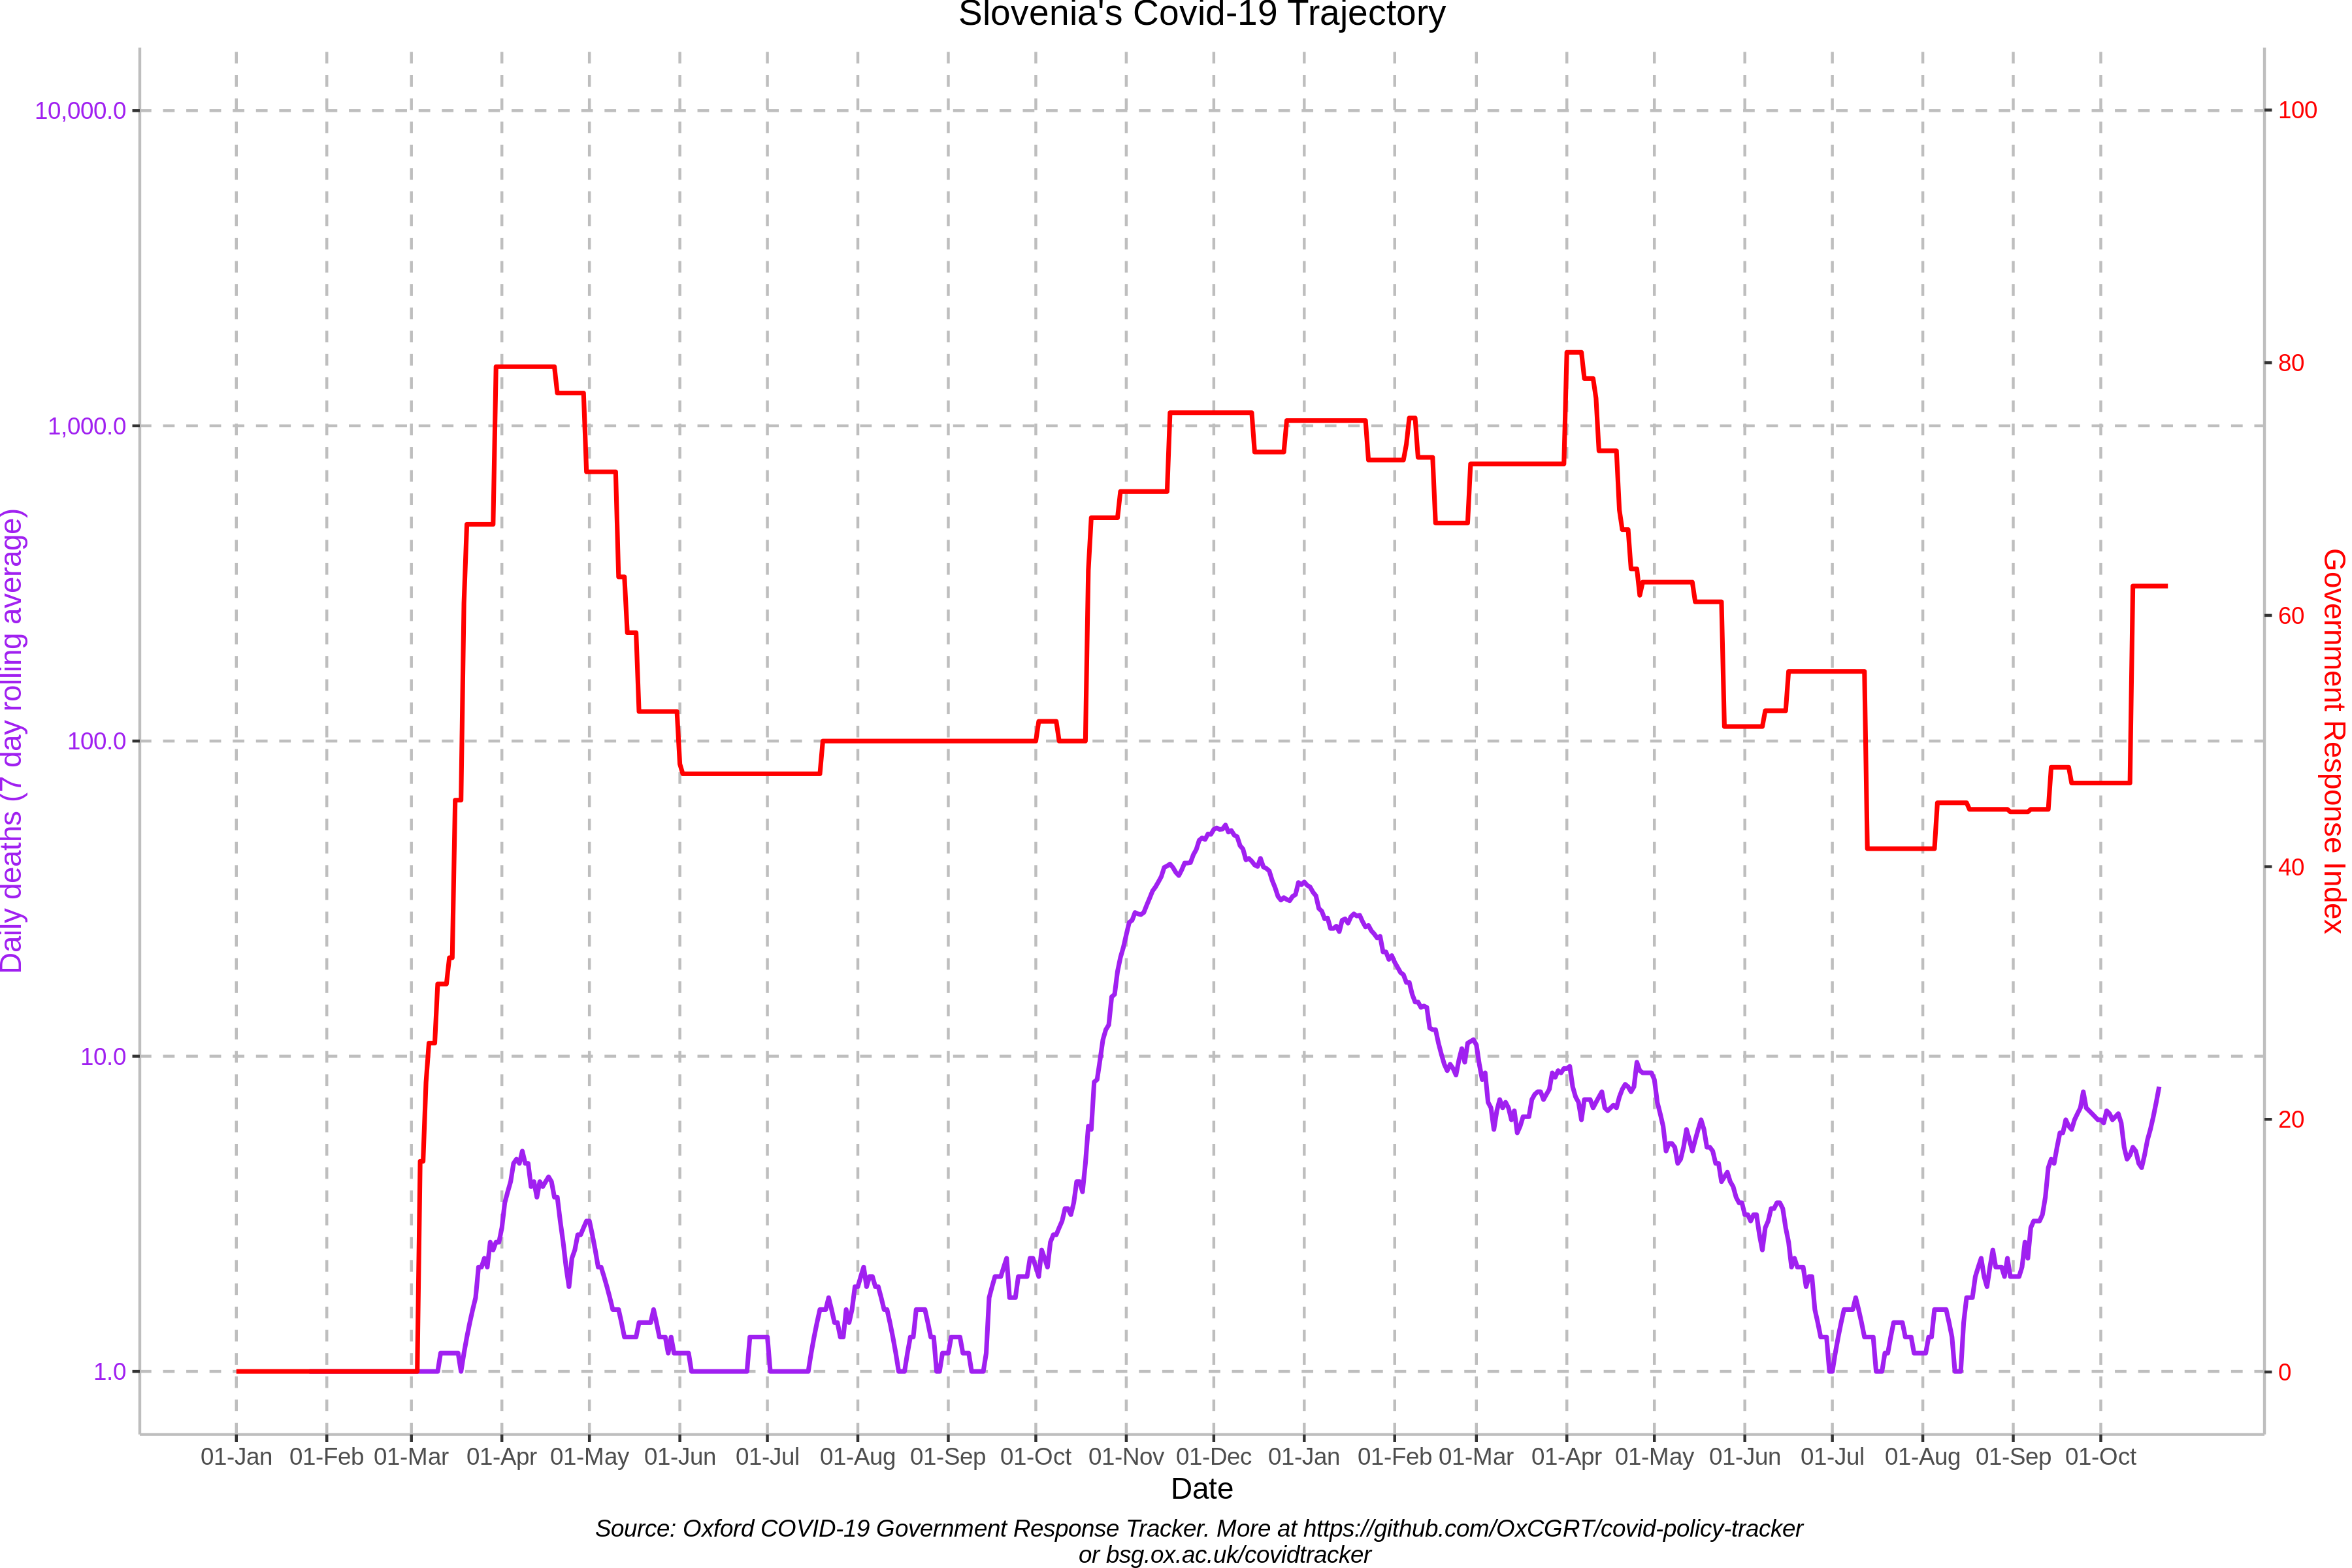 Slovenia's Covid-19 Trajectory
10,000.0
1,000.0
100.0
10.0
1.0
Daily deaths (7 day rolling average)
100
80
60
40
20
0
Government Response Index
01-Jan 01-Feb 01-Mar 01-Apr 01-May 01-Jun 01-Jul 01-Aug 01-Sep 01-Oct 01-Nov 01-Dec 01-Jan 01-Feb 01-Mar 01-Apr 01-May 01-Jun 01-Jul 01-Aug 01-Sep 01-Oct
Date
Source: Oxford COVID-19 Government Response Tracker. More at https://github.com/OxCGRT/covid-policy-tracker
or bsg.ox.ac.uk/covidtracker